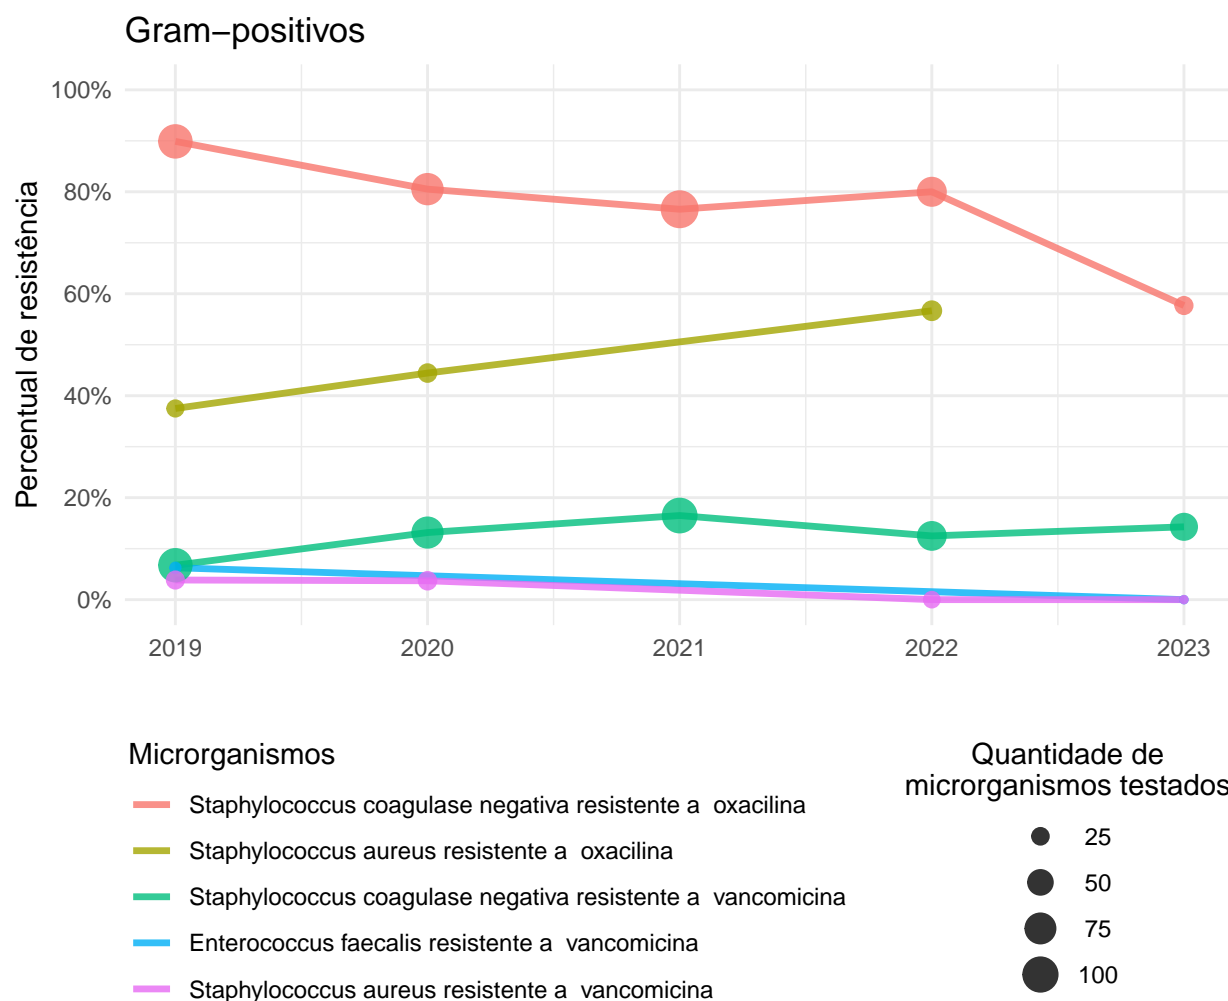 Gram−positivos
100%
80%
60%
40%
20%
0%
Percentual de resistência
2019
2020
2021
2022
2023
Microrganismos
Staphylococcus coagulase negativa resistente a  oxacilina
Staphylococcus aureus resistente a  oxacilina
Staphylococcus coagulase negativa resistente a  vancomicina
Enterococcus faecalis resistente a  vancomicina
Staphylococcus aureus resistente a  vancomicina
Quantidade de
microrganismos testados
25
50
75
100